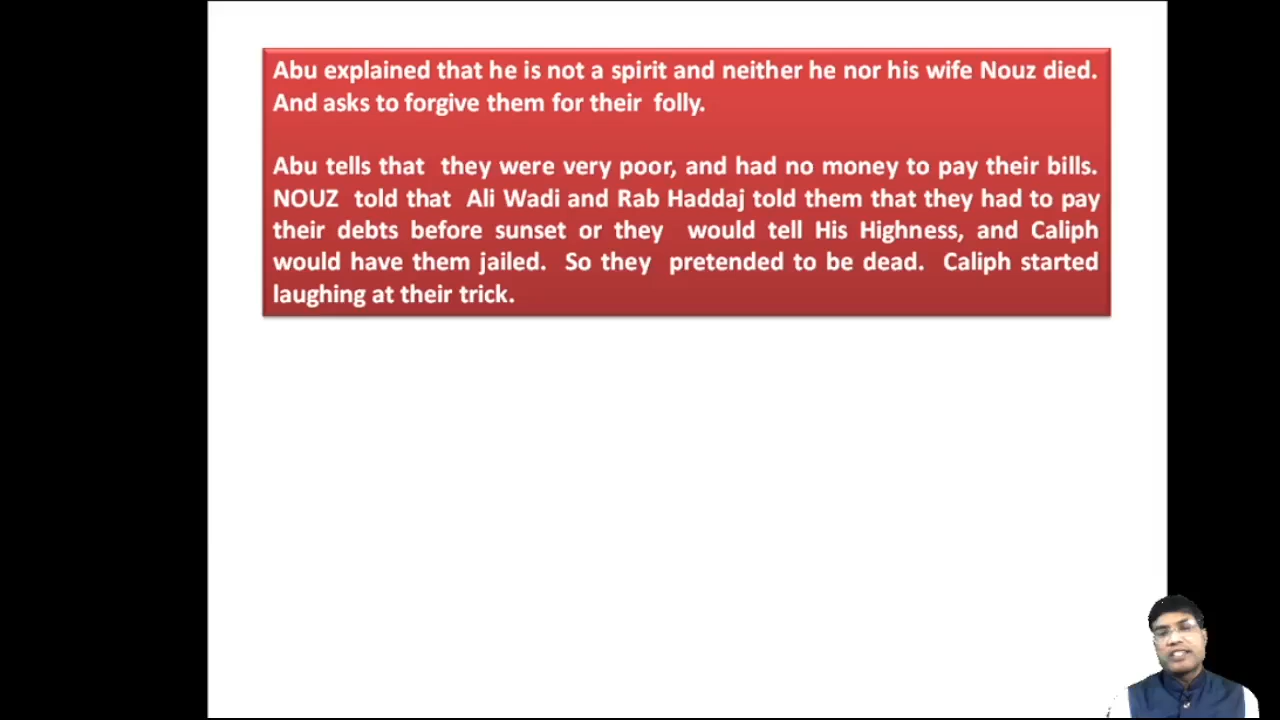 Abu explained that he is not a spirit and neither he nor his wife Nouz died.
And asks to forgive them for their folly.
Abu tells that they were very poor, and had no money to pay their bills.
NOUZ told that Ali Wadi and Rab Haddaj told them that they had to pay
their debts before sunset or they would tell His Highness, and Caliph
would have them jailed. So they pretended to be dead. Caliph started
laughing at their trick.